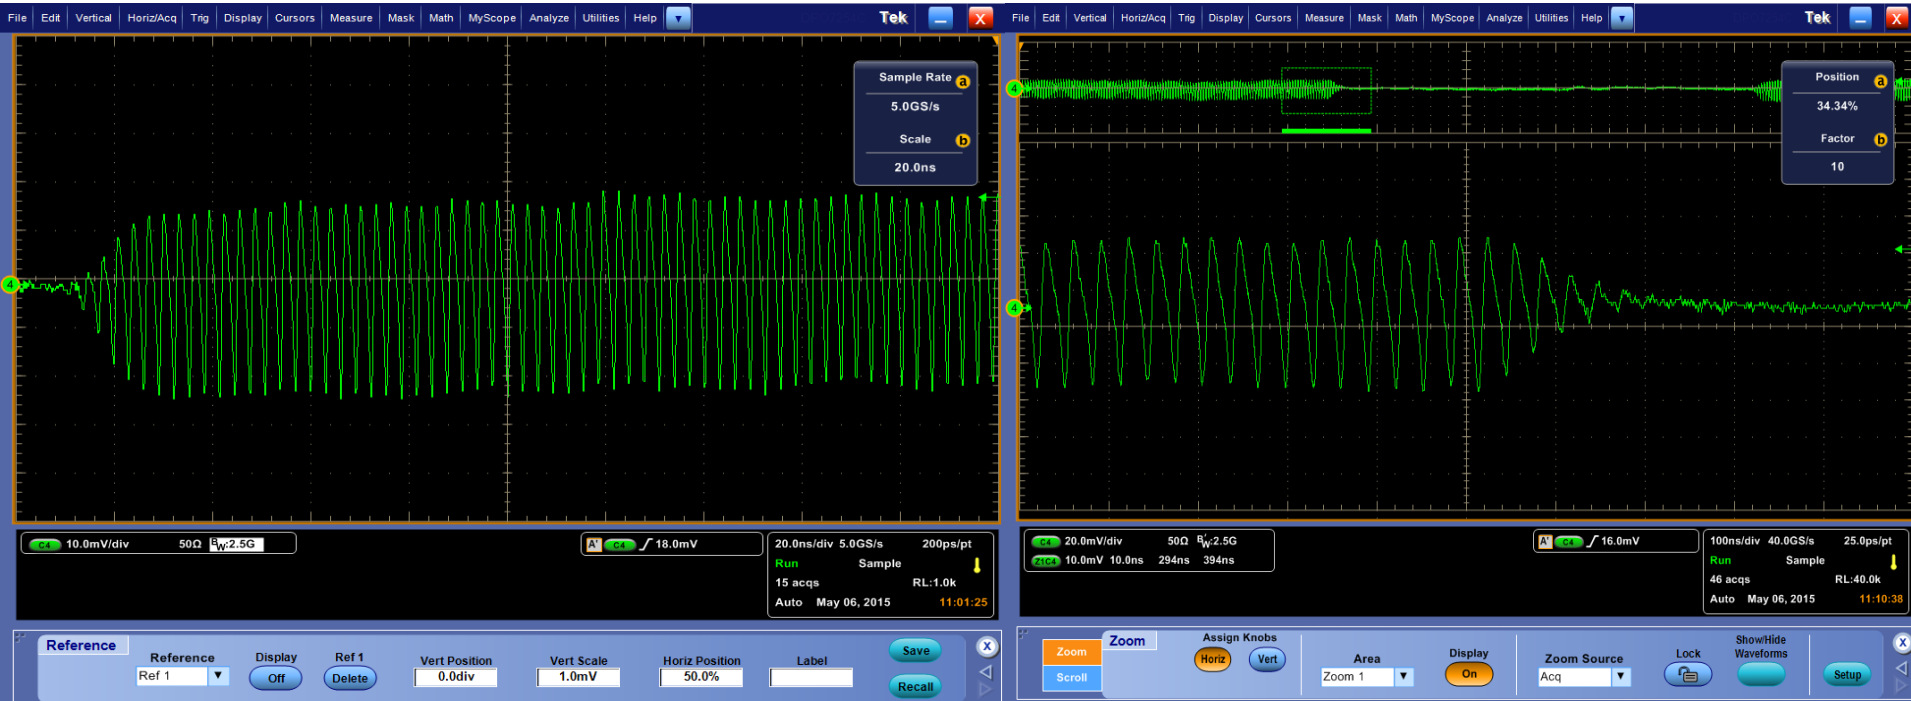 File Edit Vertical Horiz/Acq Trig Display Cursors Measure Mask Math MyScope Analyze Utilities Help Tek X
Sample Rate a
5.0GS/s
Scale b
20.0ns
4
C4 10.0mV/div 50Ω BW:2.5G
A' C4 18.0mV
20.0ns/div 5.0GS/s 200ps/pt
Run Sample
15 acqs RL:1.0k
Auto May 06, 2015 11:01:25
Reference
Reference
Ref 1
Display
Off
Ref 1
Delete
Vert Position
0.0div
Vert Scale
1.0mV
Horiz Position
50.0%
Label
Save
Recall
X
File Edit Vertical Horiz/Acq Trig Display Cursors Measure Mask Math MyScope Analyze Utilities Help Tek X
Position a
34.34%
Factor b
10
4
4
C4 20.0mV/div 50Ω BW:2.5G
Z1C4 10.0mV 10.0ns 294ns 394ns
A' C4 16.0mV
100ns/div 40.0GS/s 25.0ps/pt
Run Sample
46 acqs RL:40.0k
Auto May 06, 2015 11:10:38
Zoom
Scroll
Zoom
Assign Knobs
Horiz Vert
Area
Zoom 1
Display
On
Zoom Source
Acq
Lock
Show/Hide
Waveforms
Setup
X